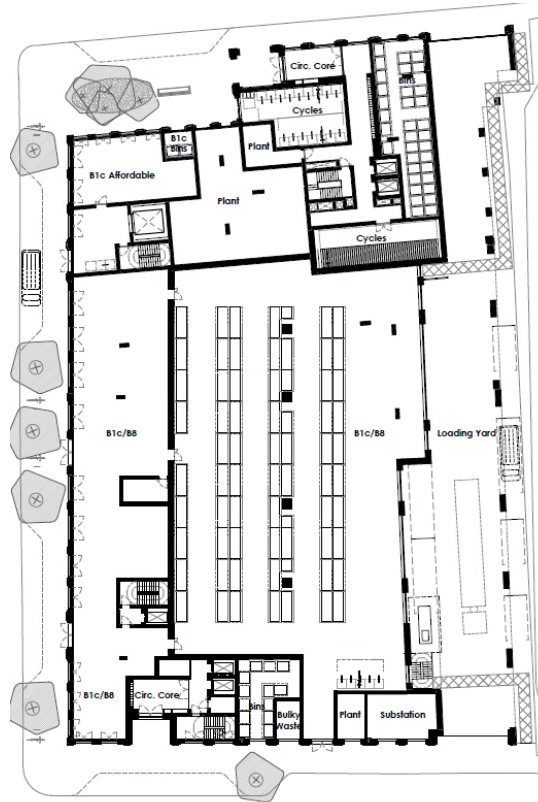 Circ. Core
Bins
Cycles
B1c
Bins
Plant
B1c Affordable
Plant
Cycles
B1c/B8
B1c/B8
Loading Yard
B1c/B8
Circ. Core
Bins
Bulky
Waste
Plant
Substation